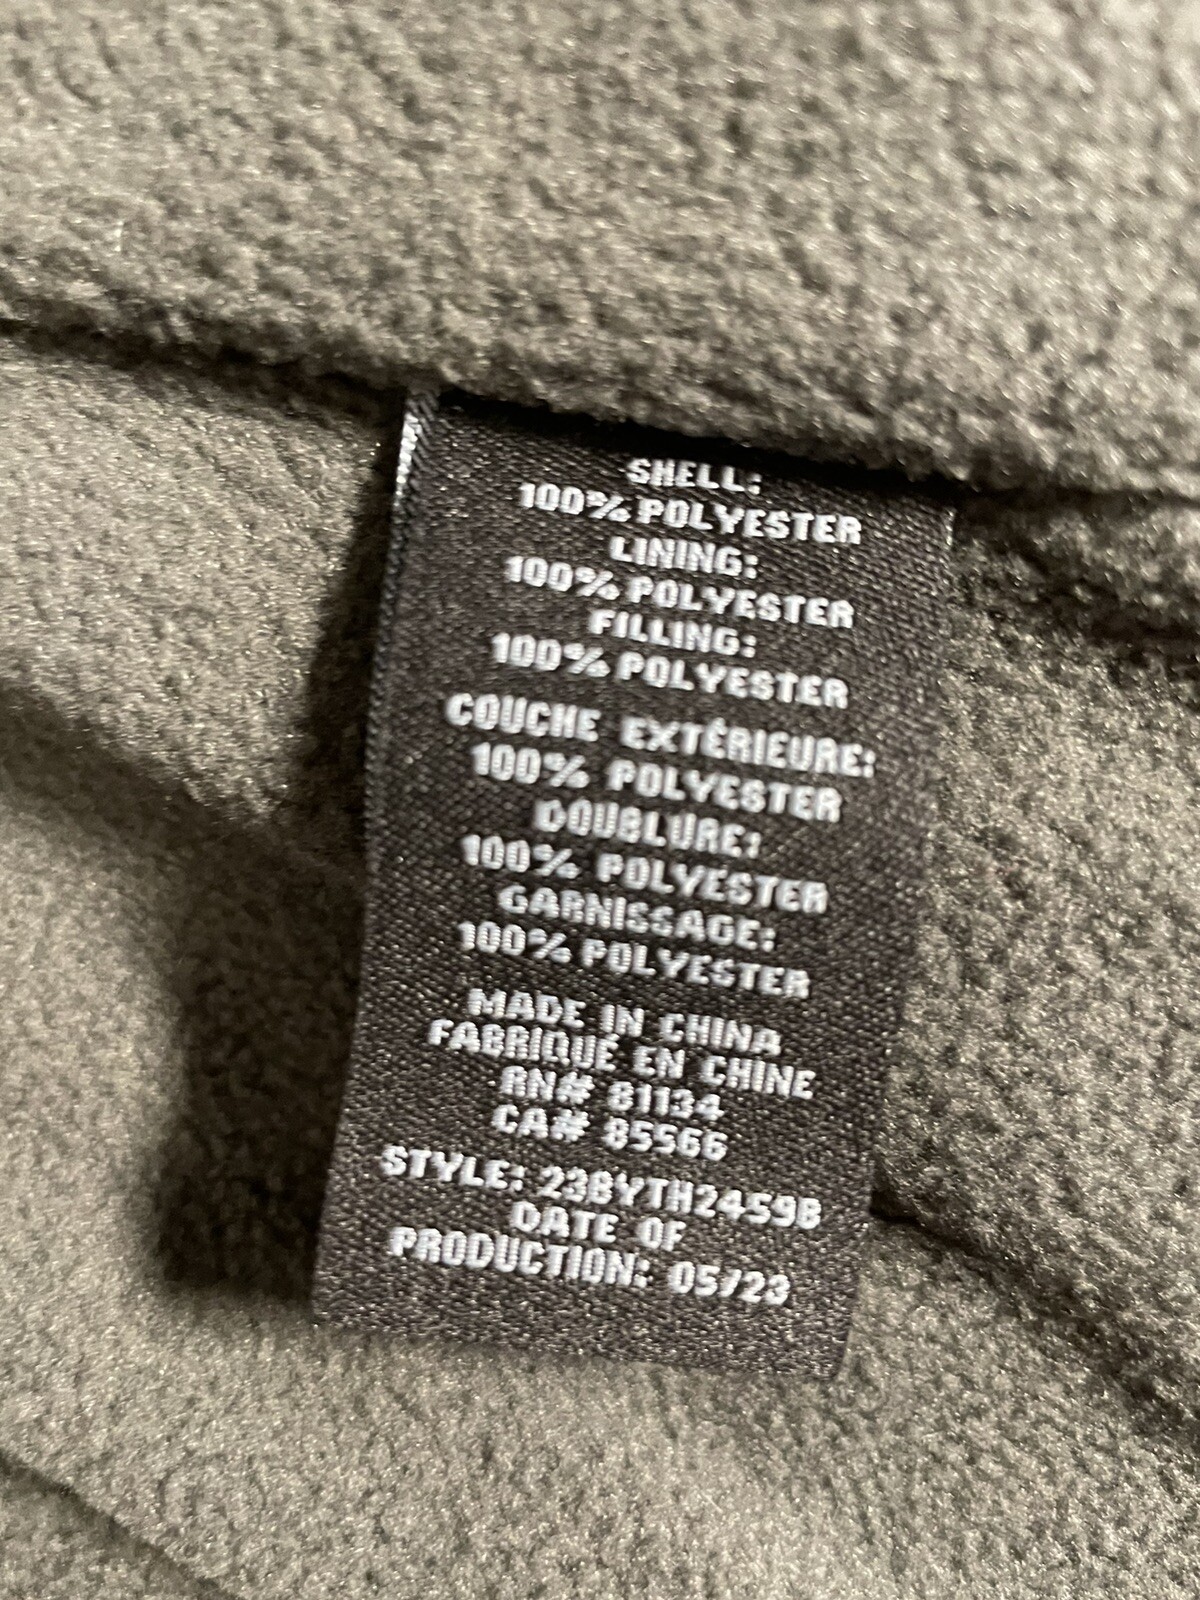 SHELL:
100% POLYESTER
LINING:
100% POLYESTER
FILLING:
100% POLYESTER
COUCHE EXTÉRIEURE:
100% POLYESTER
DOUBLURE:
100% POLYESTER
GARNISSAGE:
100% POLYESTER
MADE IN CHINA
FABRIQUÉ EN CHINE
RN# 81134
CA# 85566
STYLE: 23BYTH2459B
DATE OF
PRODUCTION: 05/23